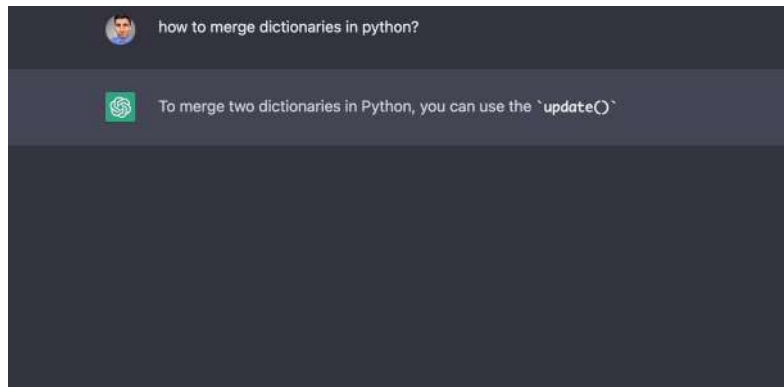 how to merge dictionaries in python?
To merge two dictionaries in Python, you can use the `update()`